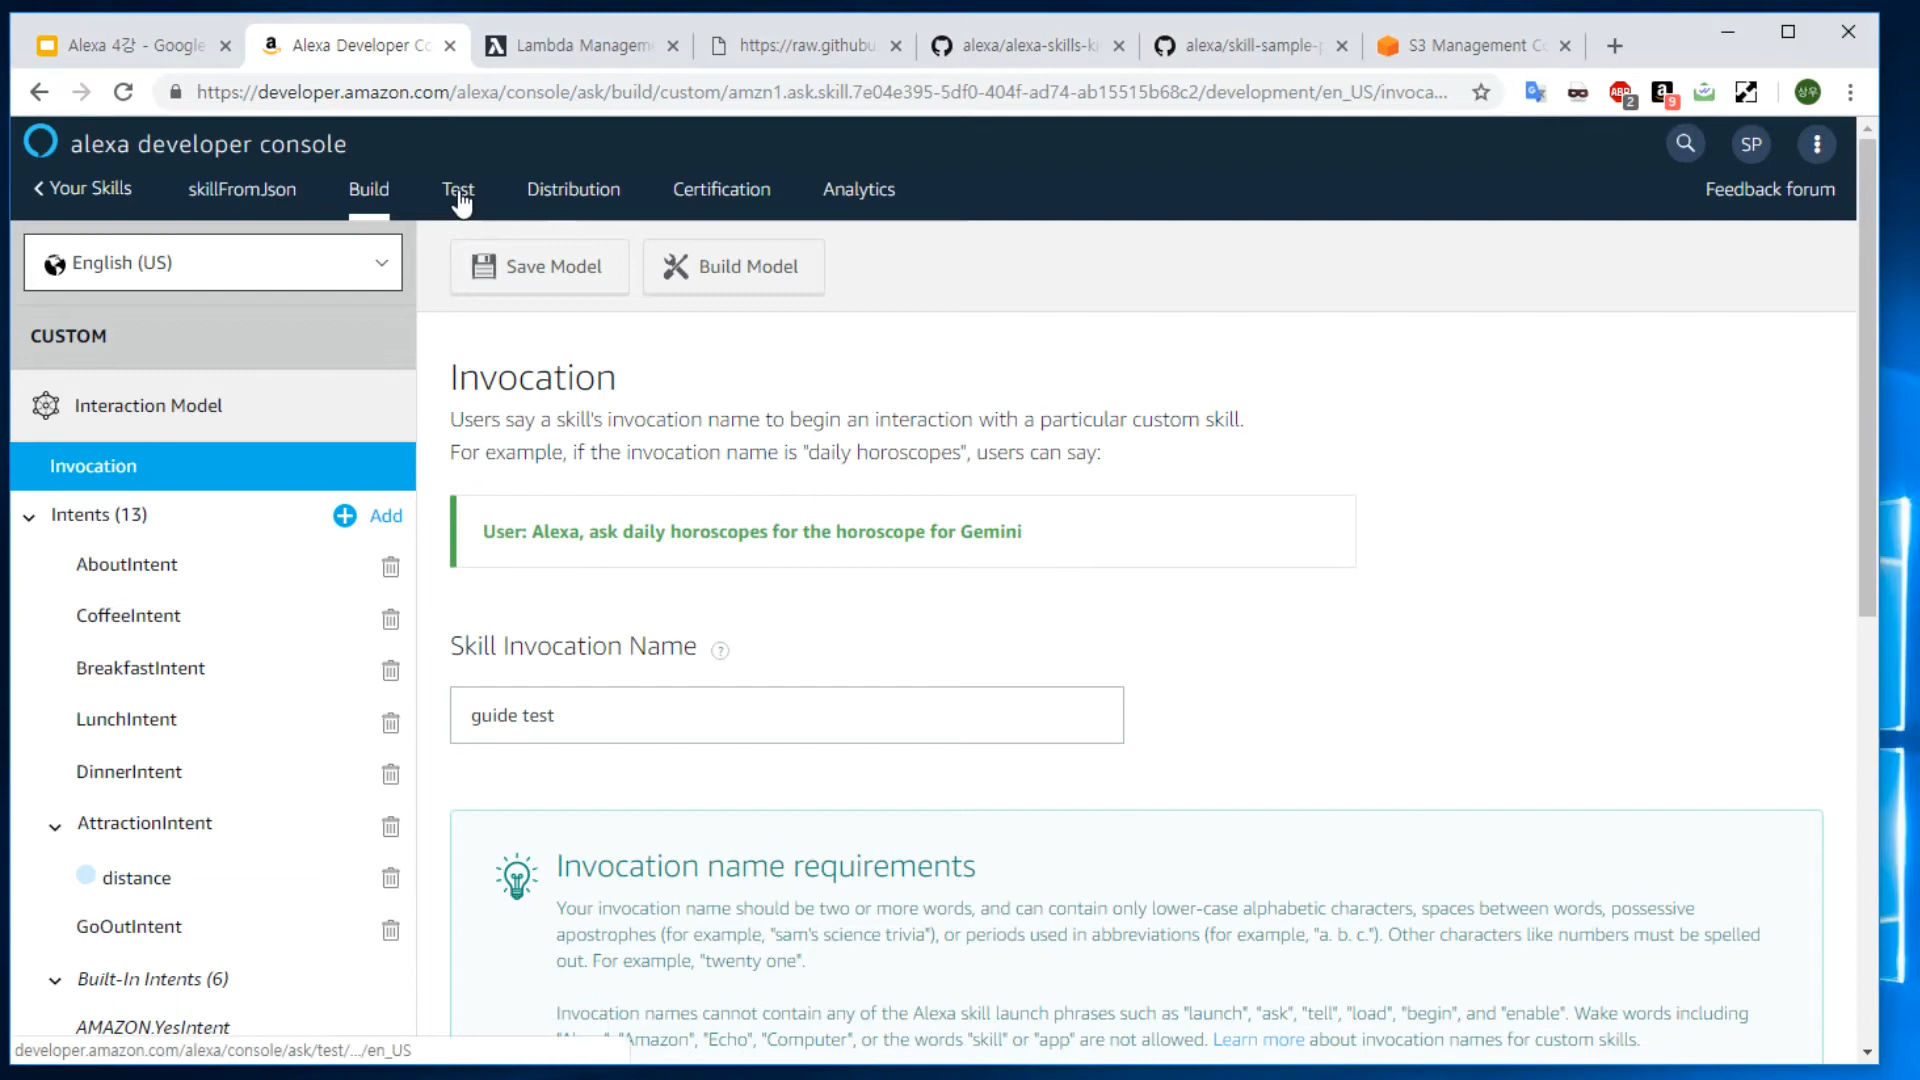 Alexa 4강 - Google
Alexa Developer Co
Lambda Managem
https://raw.githubu
alexa/alexa-skills-ki
alexa/skill-sample-
S3 Management Co
https://developer.amazon.com/alexa/console/ask/build/custom/amzn1.ask.skill.7e04e395-5df0-404f-ad74-ab15515b68c2/development/en_US/invoca...
ABP
2
a
9
상우
alexa developer console
SP
Your Skills
skillFromJson
Build
Test
Distribution
Certification
Analytics
Feedback forum
English (US)
Save Model
Build Model
CUSTOM
Interaction Model
Invocation
Intents (13)
Add
AboutIntent
CoffeeIntent
BreakfastIntent
LunchIntent
DinnerIntent
AttractionIntent
distance
GoOutIntent
Built-In Intents (6)
AMAZON.YesIntent
Invocation
Users say a skill's invocation name to begin an interaction with a particular custom skill.
For example, if the invocation name is "daily horoscopes", users can say:
User: Alexa, ask daily horoscopes for the horoscope for Gemini
Skill Invocation Name ?
guide test
Invocation name requirements
Your invocation name should be two or more words, and can contain only lower-case alphabetic characters, spaces between words, possessive
apostrophes (for example, "sam's science trivia"), or periods used in abbreviations (for example, "a. b. c."). Other characters like numbers must be spelled
out. For example, "twenty one".
Invocation names cannot contain any of the Alexa skill launch phrases such as "launch", "ask", "tell", "load", "begin", and "enable". Wake words including
"Amazon", "Echo", "Computer", or the words "skill" or "app" are not allowed. Learn more about invocation names for custom skills.
developer.amazon.com/alexa/console/ask/test/.../en_US